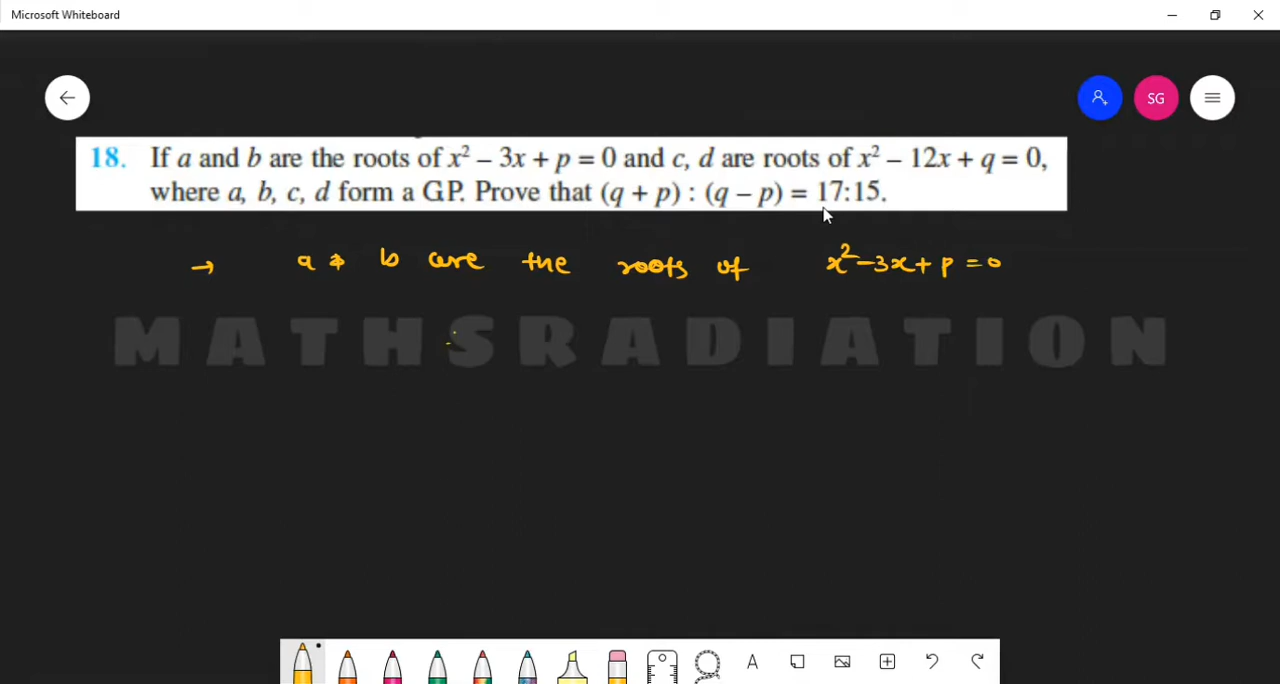 Microsoft Whiteboard
SG
18. If a and b are the roots of x² – 3x + p = 0 and c, d are roots of x² – 12x + q = 0,
where a, b, c, d form a G.P. Prove that (q + p) : (q – p) = 17:15.
→ a & b are the roots of x²-3x+p=0
MATHSRADIATION
A